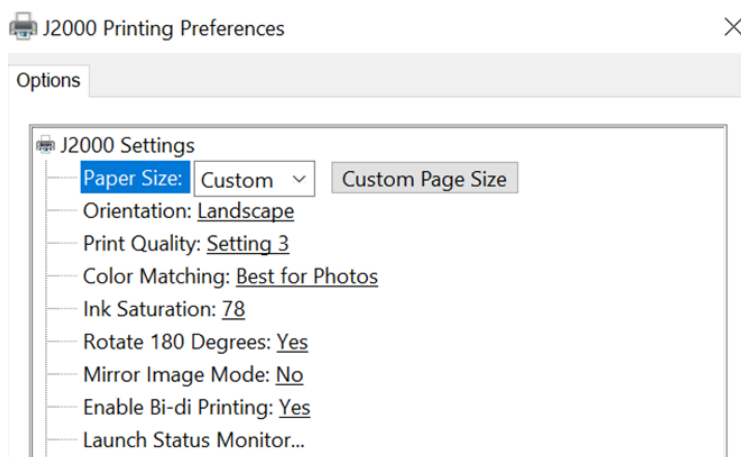 J2000 Printing Preferences
Options
J2000 Settings
Paper Size: Custom Custom Page Size
Orientation: Landscape
Print Quality: Setting 3
Color Matching: Best for Photos
Ink Saturation: 78
Rotate 180 Degrees: Yes
Mirror Image Mode: No
Enable Bi-di Printing: Yes
Launch Status Monitor...